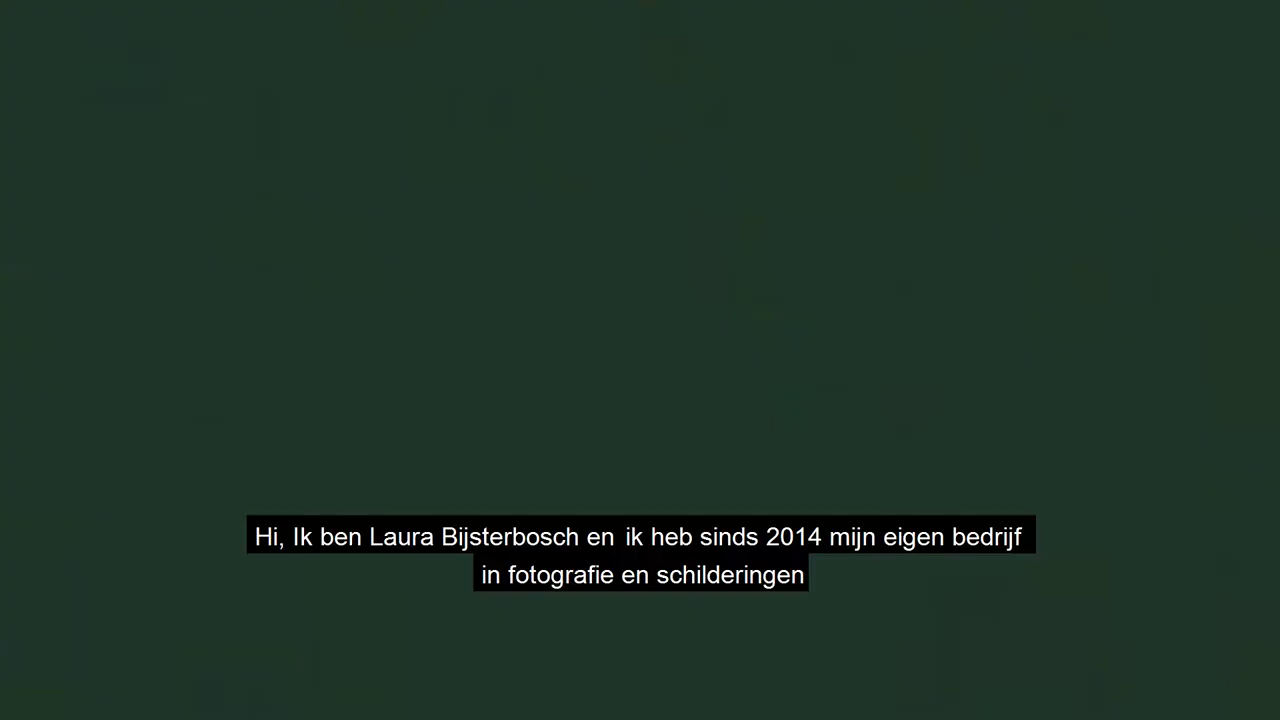 Hi, Ik ben Laura Bijsterbosch en ik heb sinds 2014 mijn eigen bedrijf
in fotografie en schilderingen